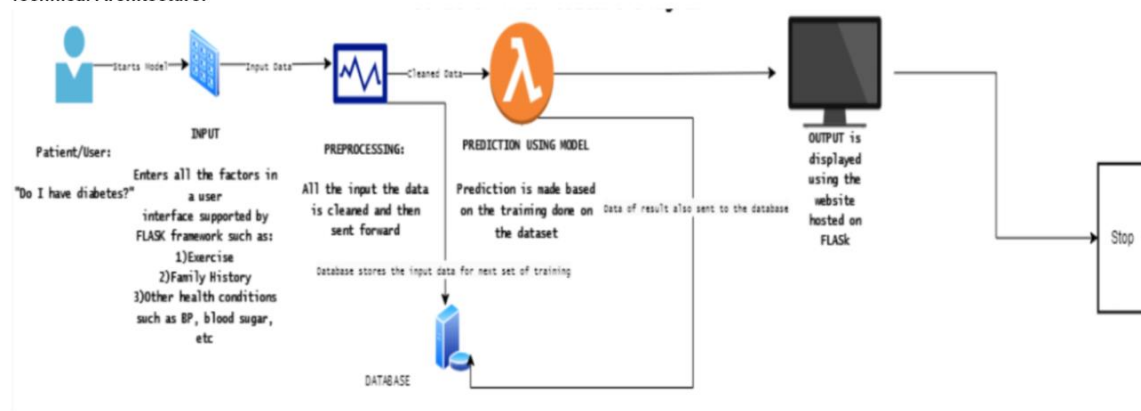 Technical Architecture:
Starts Model
Input Data
Cleaned Data
Patient/User:
"Do I have diabetes?"
INPUT
Enters all the factors in
a user
interface supported by
FLASK framework such as:
1)Exercise
2)Family History
3)Other health conditions
such as BP, blood sugar,
etc
PREPROCESSING:
All the input the data
is cleaned and then
sent forward
PREDICTION USING MODEL
Prediction is made based
on the training done on
the dataset
Data of result also sent to the database
Database stores the input data for next set of training
DATABASE
OUTPUT is
displayed
using the
website
hosted on
FLASk
Stop